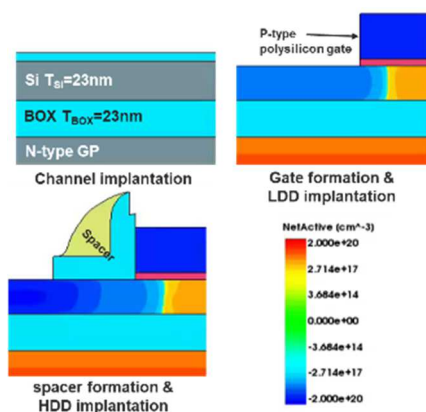 P-type
polysilicon gate
Si T_Si=23nm
BOX T_BOX=23nm
N-type GP
Channel implantation
Gate formation &
LDD implantation
Spacer
spacer formation &
HDD implantation
NetActive (cm^-3)
2.000e+20
2.714e+17
3.684e+14
0.000e+00
-3.684e+14
-2.714e+17
-2.000e+20